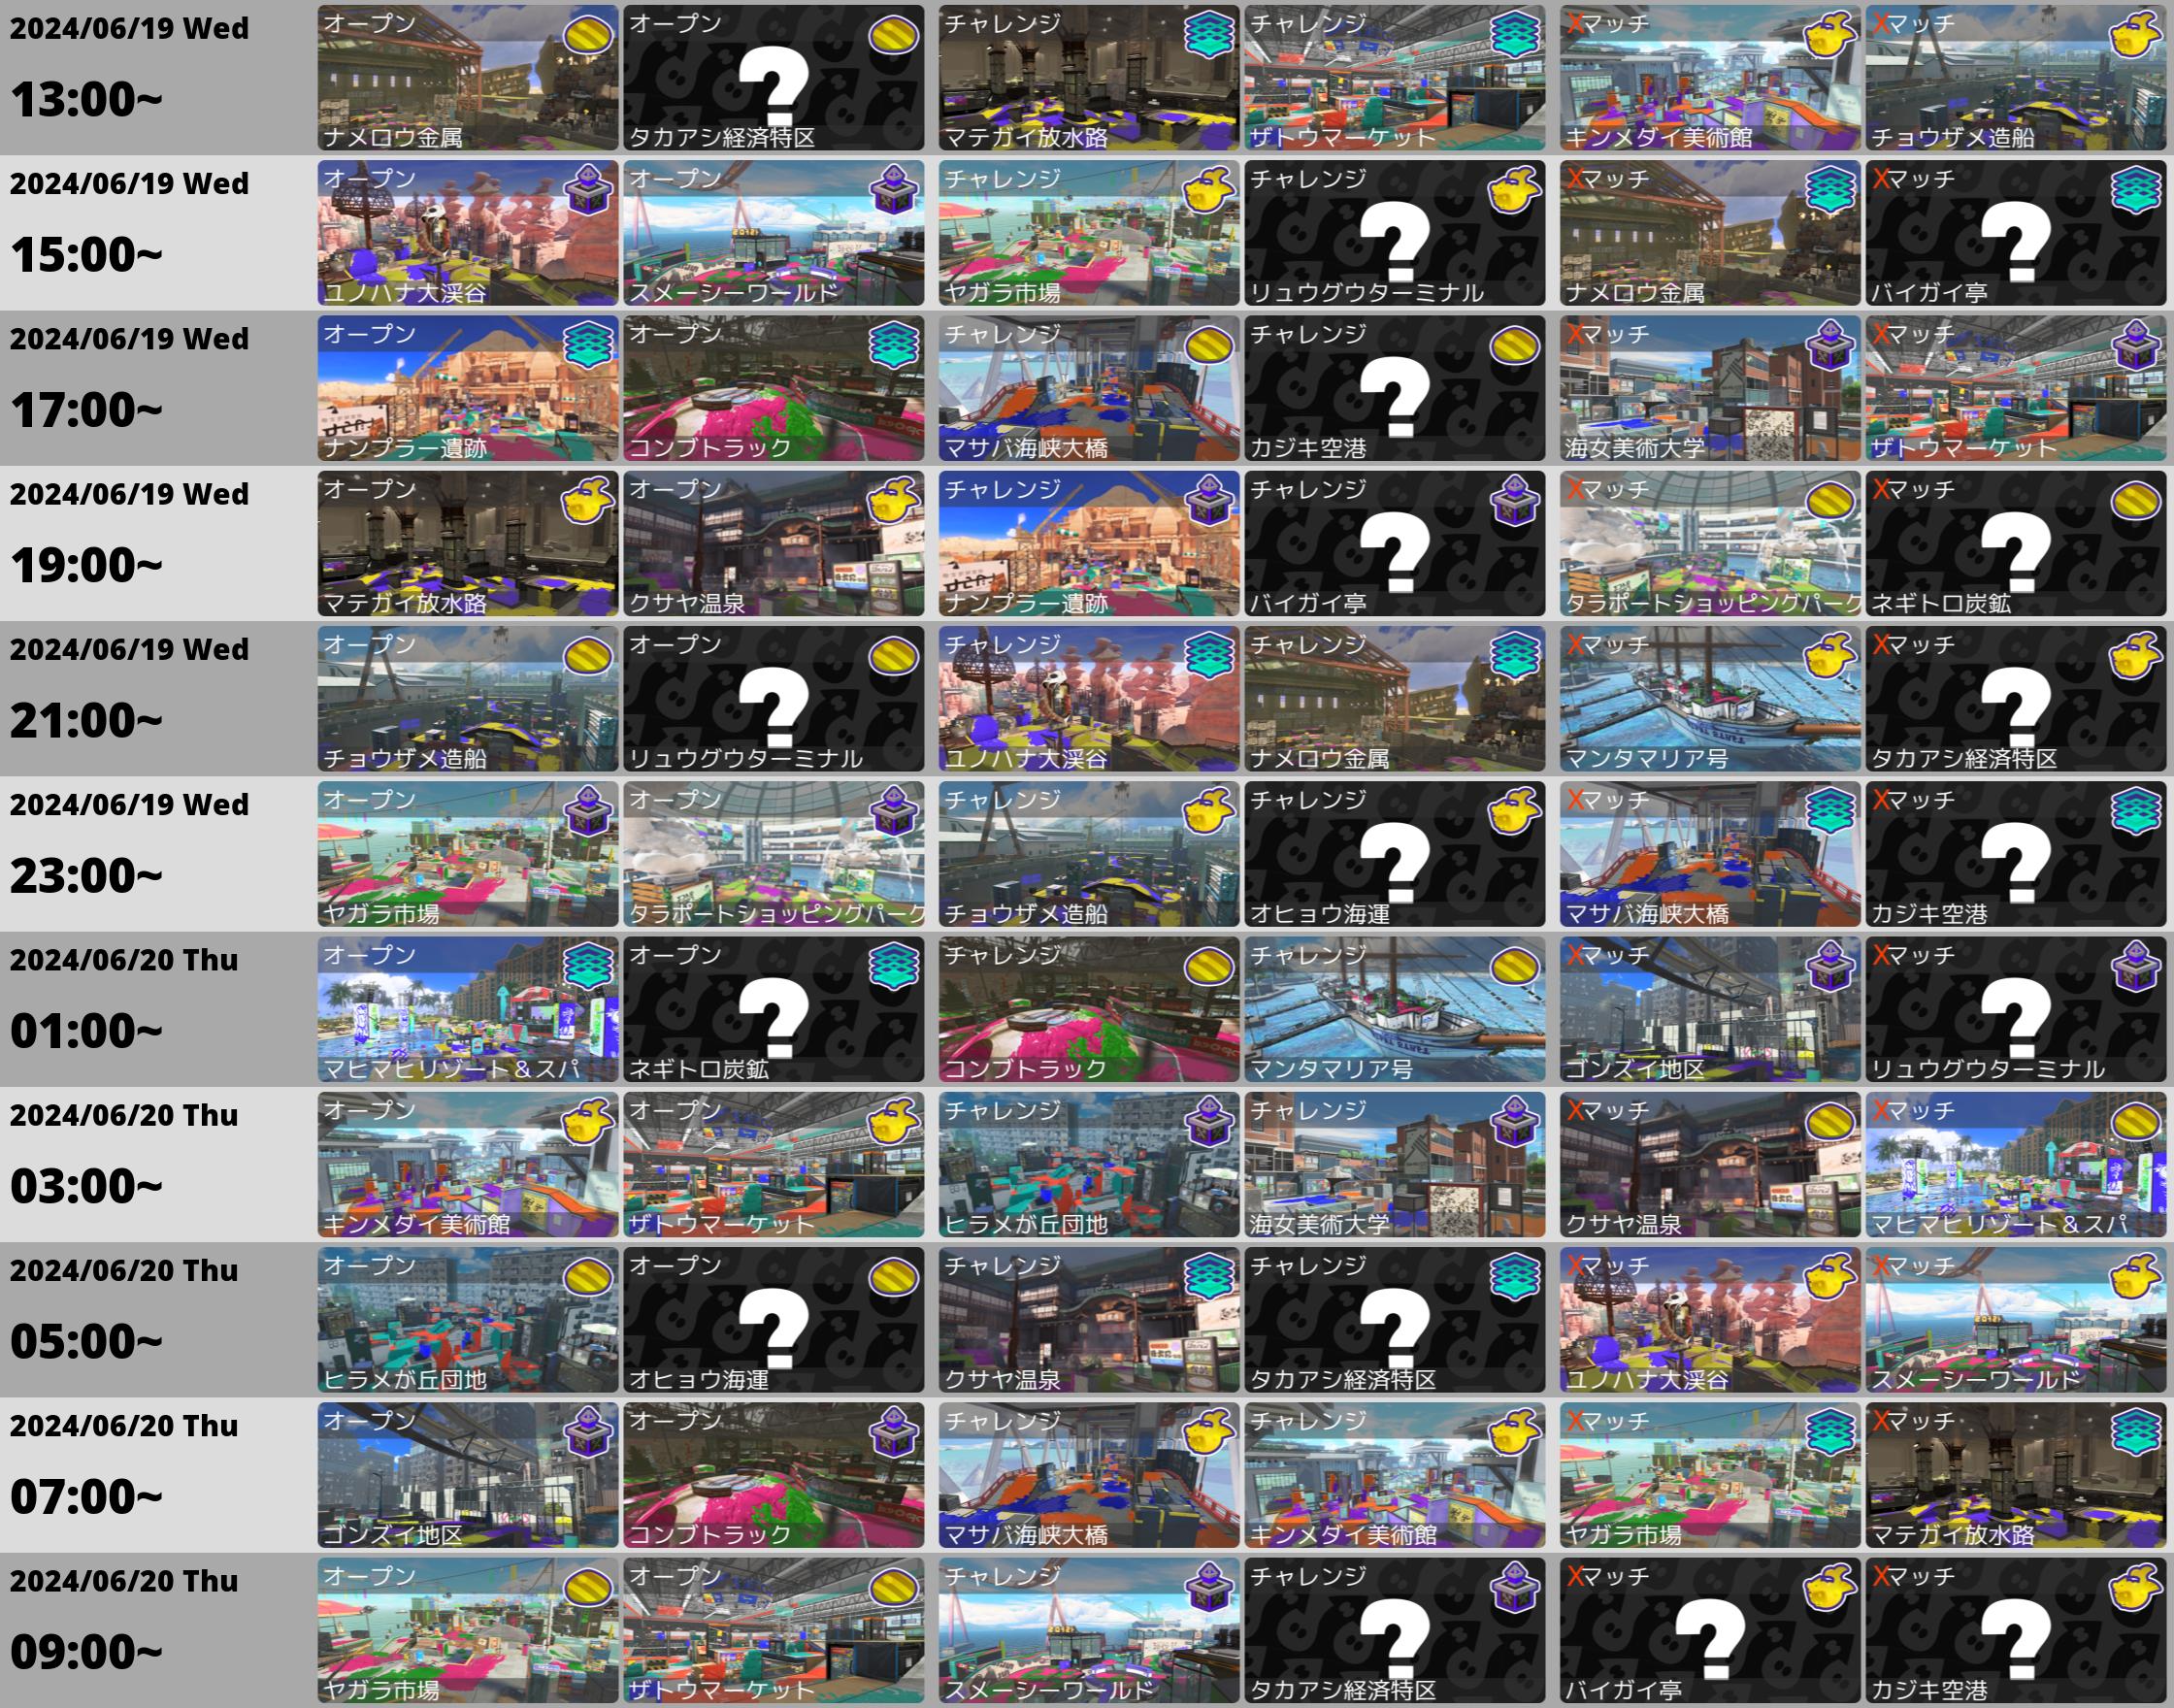 2024/06/19 Wed
13:00~
オープン
ナメロウ金属
オープン
タカアシ経済特区
チャレンジ
マテガイ放水路
チャレンジ
ザトウマーケット
Xマッチ
キンメダイ美術館
Xマッチ
チョウザメ造船
2024/06/19 Wed
15:00~
オープン
ユノハナ大渓谷
オープン
スメーシーワールド
チャレンジ
ヤガラ市場
チャレンジ
リュウグウターミナル
Xマッチ
ナメロウ金属
Xマッチ
バイガイ亭
2024/06/19 Wed
17:00~
オープン
ナンプラー遺跡
オープン
コンブトラック
チャレンジ
マサバ海峡大橋
チャレンジ
カジキ空港
Xマッチ
海女美術大学
Xマッチ
ザトウマーケット
2024/06/19 Wed
19:00~
オープン
マテガイ放水路
オープン
クサヤ温泉
チャレンジ
ナンプラー遺跡
チャレンジ
バイガイ亭
Xマッチ
タラポートショッピングパーク
Xマッチ
ネギトロ炭鉱
2024/06/19 Wed
21:00~
オープン
チョウザメ造船
オープン
リュウグウターミナル
チャレンジ
ユノハナ大渓谷
チャレンジ
ナメロウ金属
Xマッチ
マンタマリア号
Xマッチ
タカアシ経済特区
2024/06/19 Wed
23:00~
オープン
ヤガラ市場
オープン
タラポートショッピングパーク
チャレンジ
チョウザメ造船
チャレンジ
オヒョウ海運
Xマッチ
マサバ海峡大橋
Xマッチ
カジキ空港
2024/06/20 Thu
01:00~
オープン
マヒマヒリゾート＆スパ
オープン
ネギトロ炭鉱
チャレンジ
コンブトラック
チャレンジ
マンタマリア号
Xマッチ
ゴンズイ地区
Xマッチ
リュウグウターミナル
2024/06/20 Thu
03:00~
オープン
キンメダイ美術館
オープン
ザトウマーケット
チャレンジ
ヒラメが丘団地
チャレンジ
海女美術大学
Xマッチ
クサヤ温泉
Xマッチ
マヒマヒリゾート＆スパ
2024/06/20 Thu
05:00~
オープン
ヒラメが丘団地
オープン
オヒョウ海運
チャレンジ
クサヤ温泉
チャレンジ
タカアシ経済特区
Xマッチ
ユノハナ大渓谷
Xマッチ
スメーシーワールド
2024/06/20 Thu
07:00~
オープン
ゴンズイ地区
オープン
コンブトラック
チャレンジ
マサバ海峡大橋
チャレンジ
キンメダイ美術館
Xマッチ
ヤガラ市場
Xマッチ
マテガイ放水路
2024/06/20 Thu
09:00~
オープン
ヤガラ市場
オープン
ザトウマーケット
チャレンジ
スメーシーワールド
チャレンジ
タカアシ経済特区
Xマッチ
バイガイ亭
Xマッチ
カジキ空港